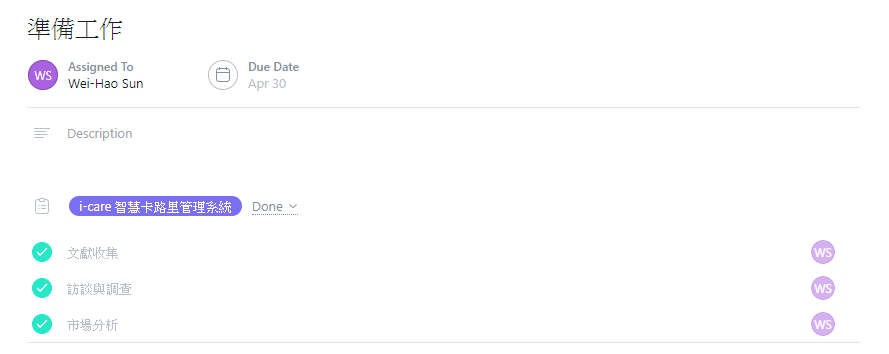 準備工作
WS Assigned To
Wei-Hao Sun
Due Date
Apr 30
Description
i-care 智慧卡路里管理系統 Done
文獻收集 WS
訪談與調查 WS
市場分析 WS